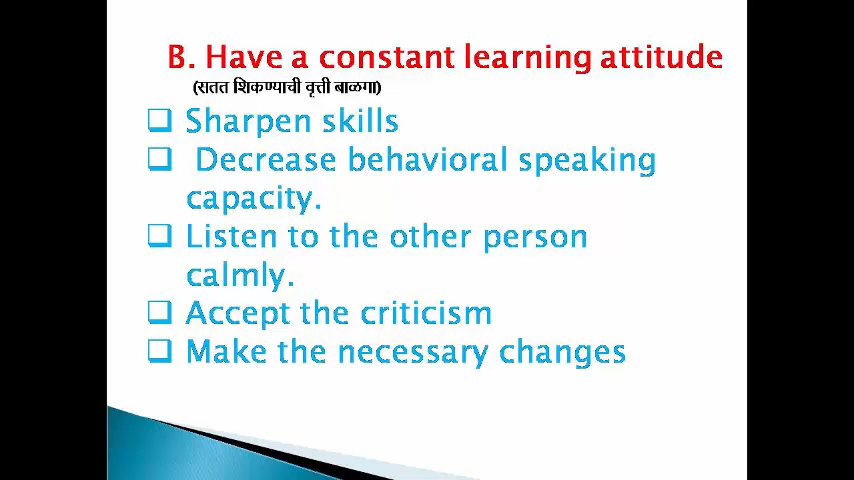 B. Have a constant learning attitude
(सतत शिकण्याची वृत्ती बाळगा)
Sharpen skills
Decrease behavioral speaking
capacity.
Listen to the other person
calmly.
Accept the criticism
Make the necessary changes